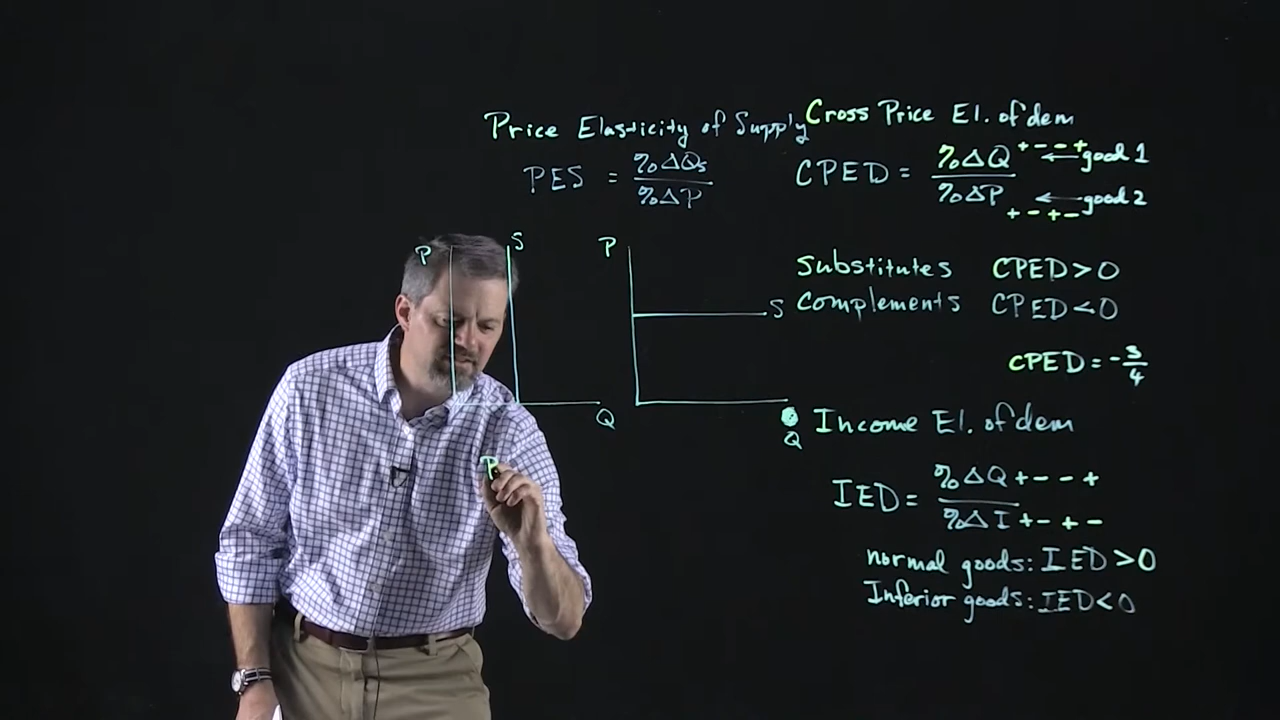 Price Elasticity of Supply
PES = %ΔQs / %ΔP
P
S
Q
P
S
Q
P
Cross Price El. of dem
CPED = %ΔQ + - - + ← good 1
%ΔP ← good 2
+ - + -
Substitutes CPED > 0
Complements CPED < 0
CPED = -3/4
Income El. of dem
IED = %ΔQ + - - +
%ΔI + - + -
normal goods: IED > 0
Inferior goods: IED < 0